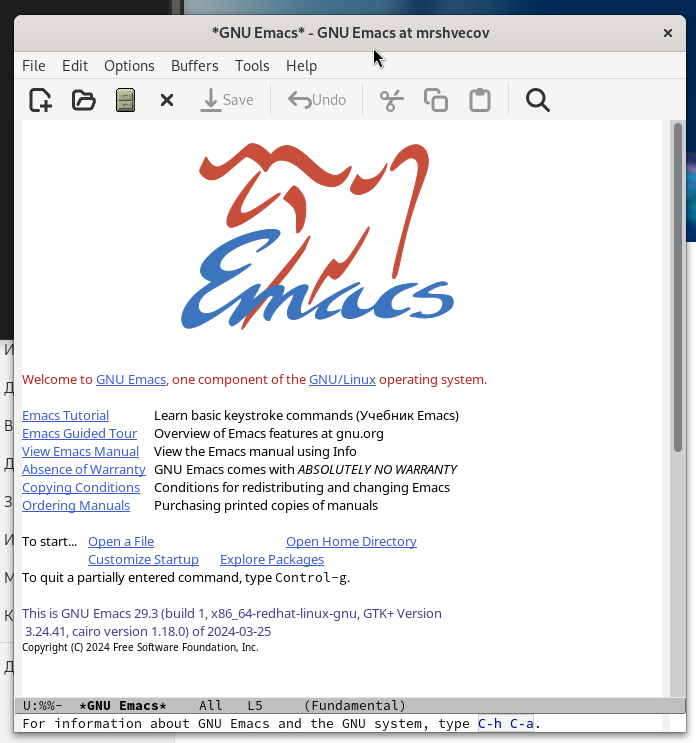 *GNU Emacs* - GNU Emacs at mrshvecov
File Edit Options Buffers Tools Help
Save Undo
Emacs
Welcome to GNU Emacs, one component of the GNU/Linux operating system.
Emacs Tutorial Learn basic keystroke commands (Учебник Emacs)
Emacs Guided Tour Overview of Emacs features at gnu.org
View Emacs Manual View the Emacs manual using Info
Absence of Warranty GNU Emacs comes with ABSOLUTELY NO WARRANTY
Copying Conditions Conditions for redistributing and changing Emacs
Ordering Manuals Purchasing printed copies of manuals
To start... Open a File Open Home Directory
Customize Startup Explore Packages
To quit a partially entered command, type Control-g.
This is GNU Emacs 29.3 (build 1, x86_64-redhat-linux-gnu, GTK+ Version
3.24.41, cairo version 1.18.0) of 2024-03-25
Copyright (C) 2024 Free Software Foundation, Inc.
U:%%- *GNU Emacs* All L5 (Fundamental)
For information about GNU Emacs and the GNU system, type C-h C-a.